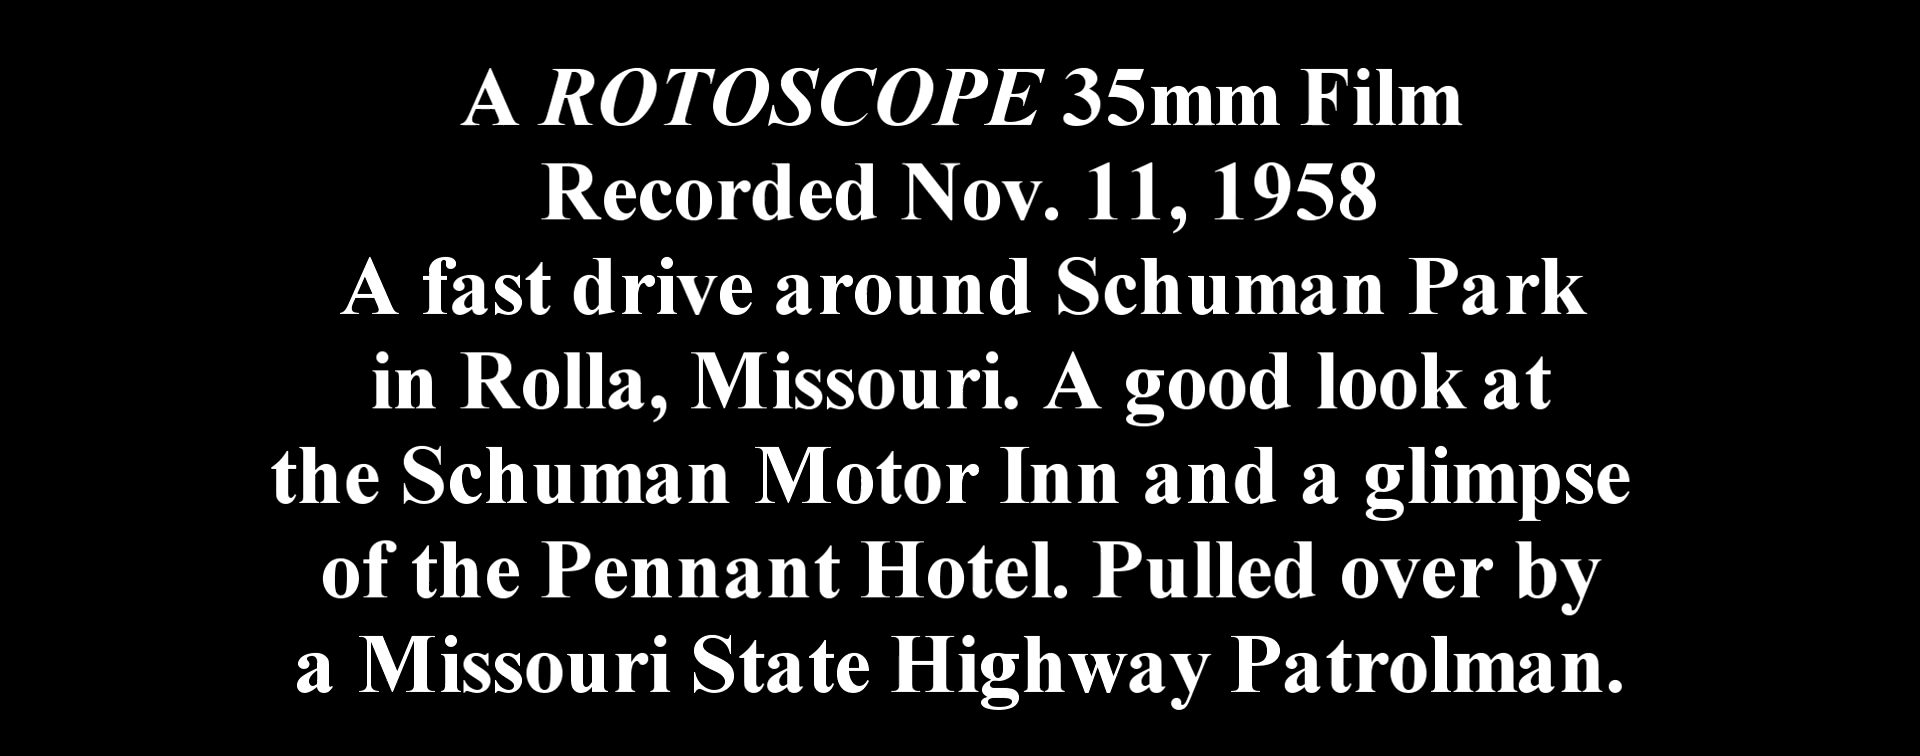 A ROTOSCOPE 35mm Film
Recorded Nov. 11, 1958
A fast drive around Schuman Park
in Rolla, Missouri. A good look at
the Schuman Motor Inn and a glimpse
of the Pennant Hotel. Pulled over by
a Missouri State Highway Patrolman.